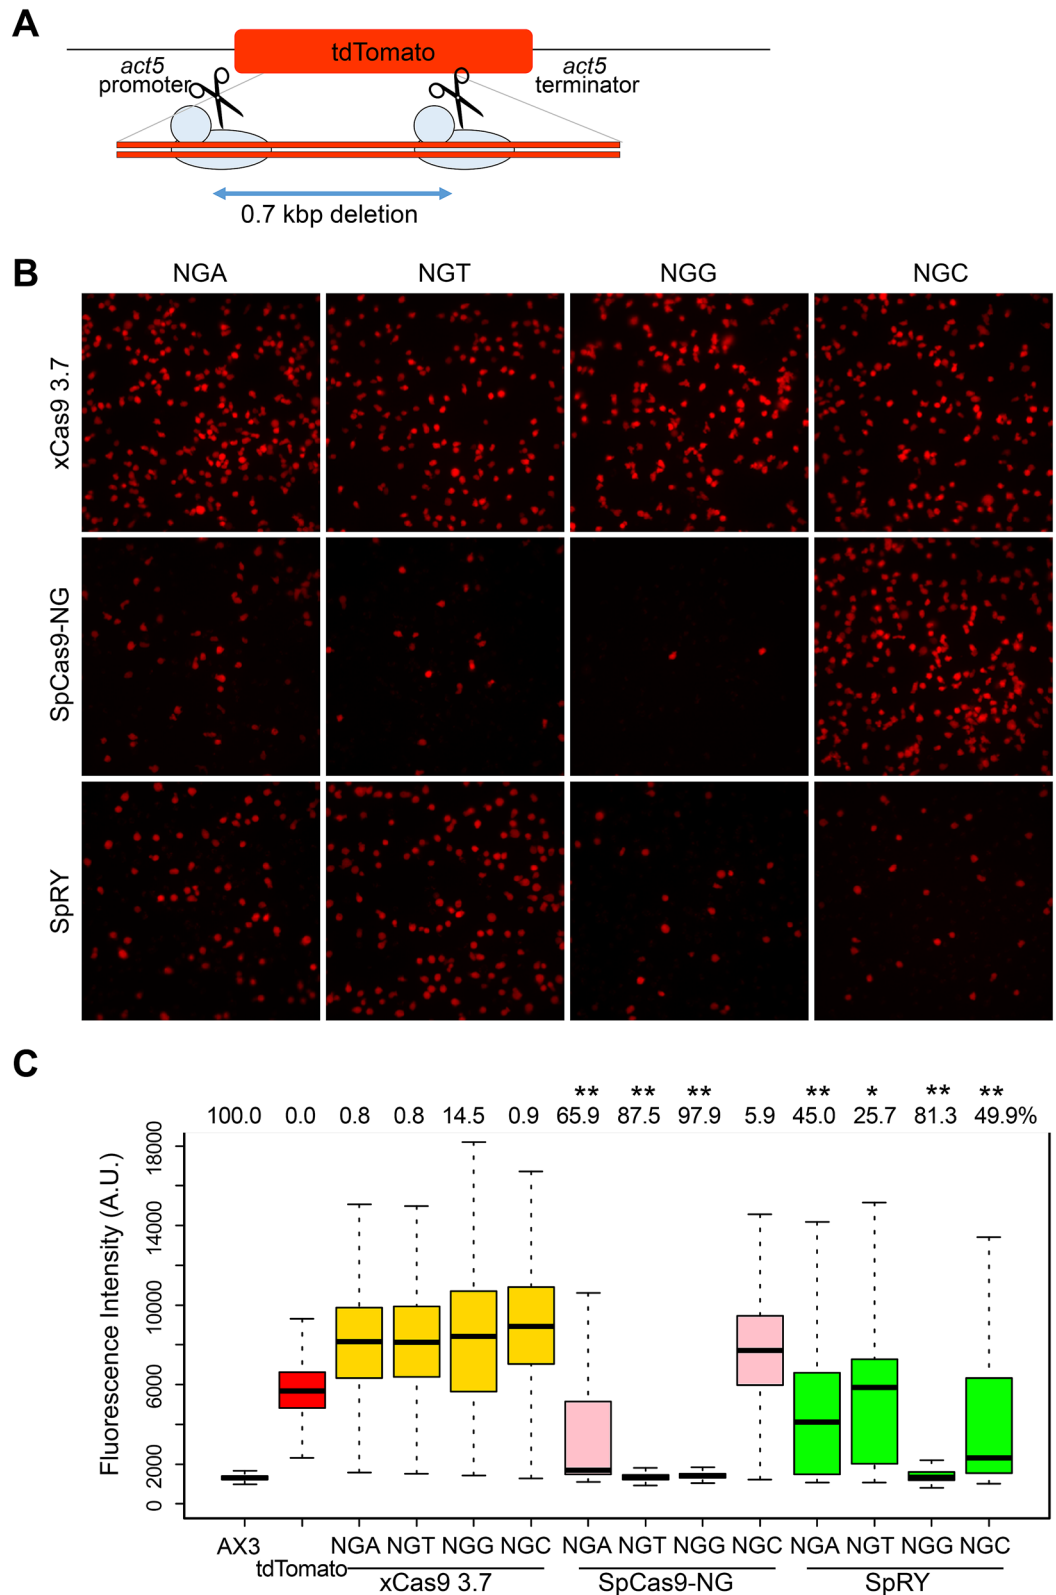 A
tdTomato
act5
promoter
act5
terminator
0.7 kbp deletion
B
NGA NGT NGG NGC
xCas9 3.7
SpCas9-NG
SpRY
C
** ** ** ** * ** **
100.0 0.0 0.8 0.8 14.5 0.9 65.9 87.5 97.9 5.9 45.0 25.7 81.3 49.9%
Fluorescence Intensity (A.U.)
18000
14000
10000
6000
2000
0
AX3 tdTomato NGA NGT NGG NGC NGA NGT NGG NGC NGA NGT NGG NGC
xCas9 3.7 SpCas9-NG SpRY